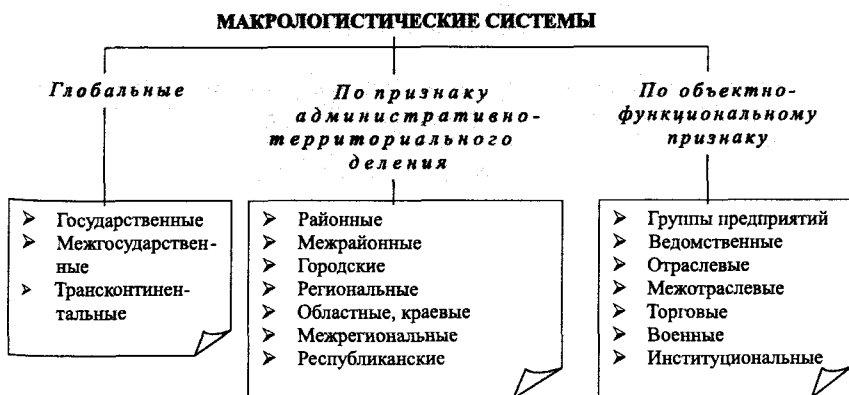 МАКРОЛОГИСТИЧЕСКИЕ СИСТЕМЫ
Глобальные
По признаку
административно-
территориального
деления
По объектно-
функциональному
признаку
Государственные
Межгосударствен-
ные
Трансконтинен-
тальные
Районные
Межрайонные
Городские
Региональные
Областные, краевые
Межрегиональные
Республиканские
Группы предприятий
Ведомственные
Отраслевые
Межотраслевые
Торговые
Военные
Институциональные